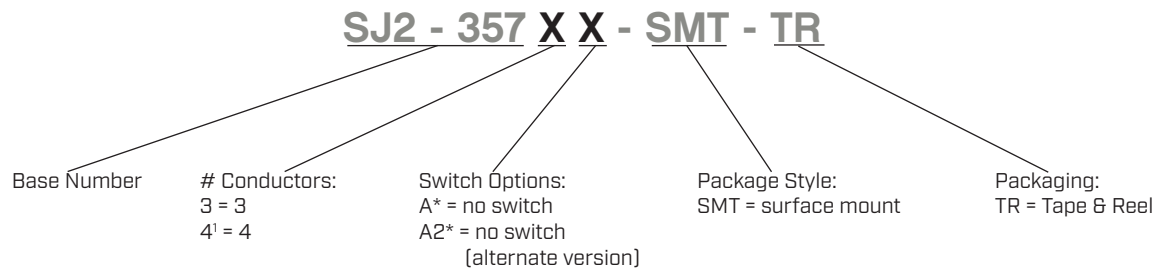 SJ2 - 357 X X - SMT - TR
Base Number
# Conductors:
3 = 3
4¹ = 4
Switch Options:
A* = no switch
A2* = no switch
(alternate version)
Package Style:
SMT = surface mount
Packaging:
TR = Tape & Reel